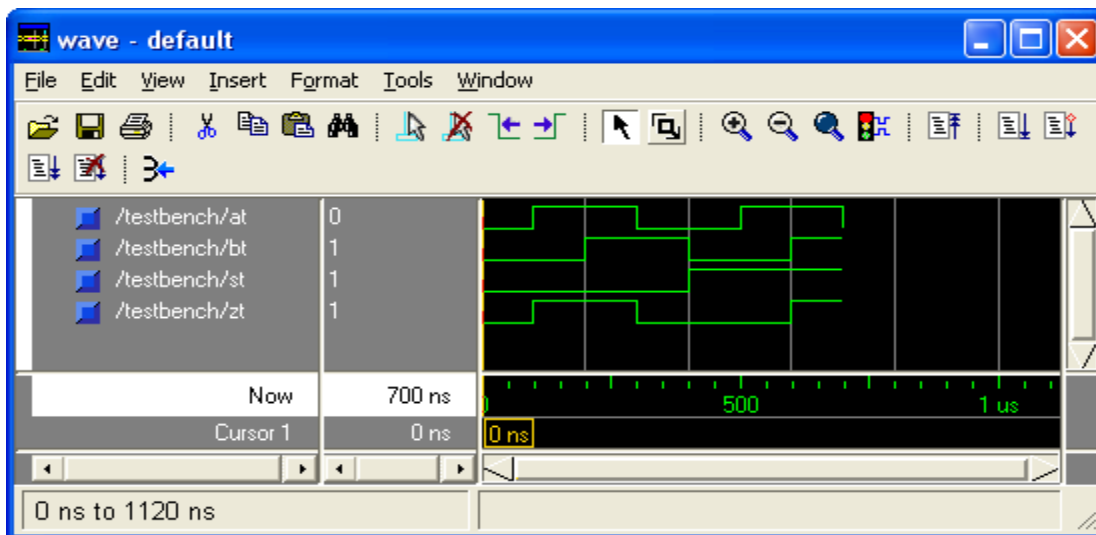 wave - default
File Edit View Insert Format Tools Window
/testbench/at 0
/testbench/bt 1
/testbench/st 1
/testbench/zt 1
Now 700 ns 500 1 us
Cursor 1 0 ns 0 ns
0 ns to 1120 ns